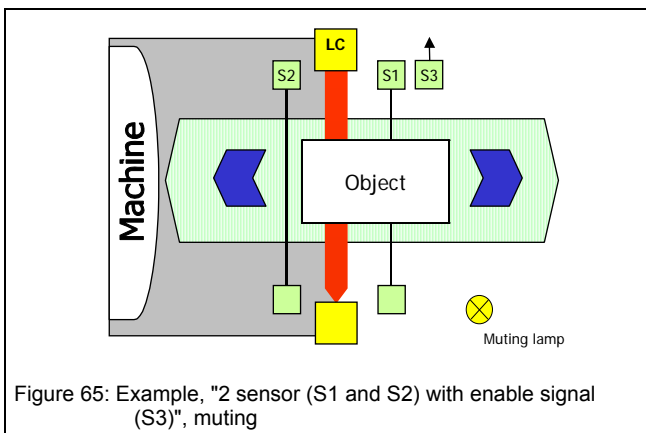 LC
S2
S1
S3
Machine
Object
Muting lamp
Figure 65: Example, "2 sensor (S1 and S2) with enable signal
(S3)", muting